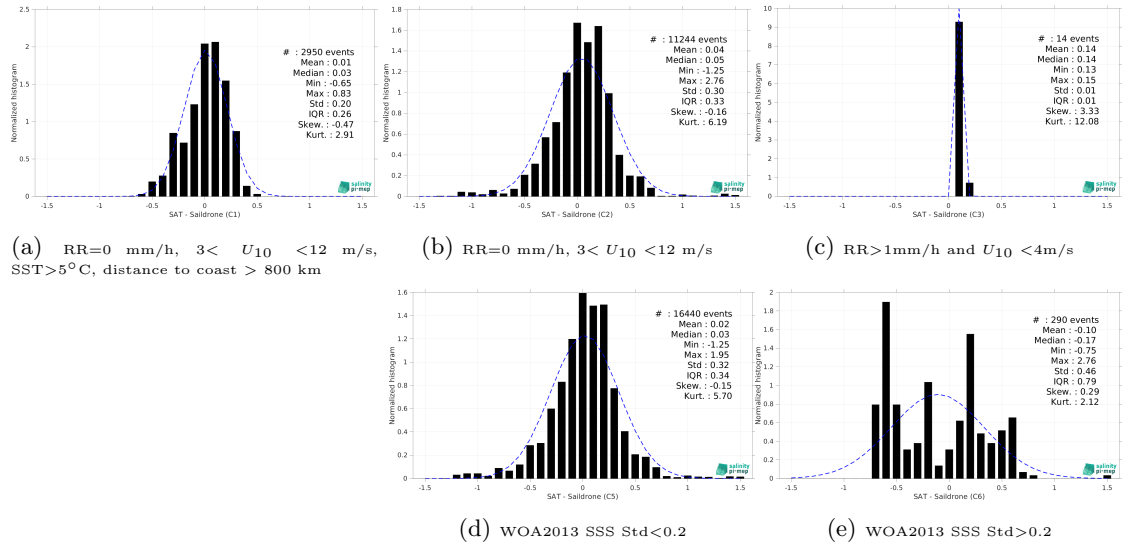 2.5
2
1.5
1
0.5
0
Normalized histogram
# : 2950 events
Mean : 0.01
Median : 0.03
Min : -0.65
Max : 0.83
Std : 0.20
IQR : 0.26
Skew. : -0.47
Kurt. : 2.91
salinity
pi-mep
-1.5 -1 -0.5 0 0.5 1 1.5
SAT - Saildrone (C1)
(a) RR=0 mm/h, 3< U10 <12 m/s,
SST>5°C, distance to coast > 800 km
1.8
1.6
1.4
1.2
1
0.8
0.6
0.4
0.2
0
Normalized histogram
# : 11244 events
Mean : 0.04
Median : 0.05
Min : -1.25
Max : 2.76
Std : 0.30
IQR : 0.33
Skew. : -0.16
Kurt. : 6.19
salinity
pi-mep
-1.5 -1 -0.5 0 0.5 1 1.5
SAT - Saildrone (C2)
(b) RR=0 mm/h, 3< U10 <12 m/s
10
9
8
7
6
5
4
3
2
1
0
Normalized histogram
# : 14 events
Mean : 0.14
Median : 0.14
Min : 0.13
Max : 0.15
Std : 0.01
IQR : 0.01
Skew. : 3.33
Kurt. : 12.08
salinity
pi-mep
-1.5 -1 -0.5 0 0.5 1 1.5
SAT - Saildrone (C3)
(c) RR>1mm/h and U10 <4m/s
1.6
1.4
1.2
1
0.8
0.6
0.4
0.2
0
Normalized histogram
# : 16440 events
Mean : 0.02
Median : 0.03
Min : -1.25
Max : 1.95
Std : 0.32
IQR : 0.34
Skew. : -0.15
Kurt. : 5.70
salinity
pi-mep
-1.5 -1 -0.5 0 0.5 1 1.5
SAT - Saildrone (C5)
(d) WOA2013 SSS Std<0.2
2
1.8
1.6
1.4
1.2
1
0.8
0.6
0.4
0.2
0
Normalized histogram
# : 290 events
Mean : -0.10
Median : -0.17
Min : -0.75
Max : 2.76
Std : 0.46
IQR : 0.79
Skew. : 0.29
Kurt. : 2.12
salinity
pi-mep
-1.5 -1 -0.5 0 0.5 1 1.5
SAT - Saildrone (C6)
(e) WOA2013 SSS Std>0.2